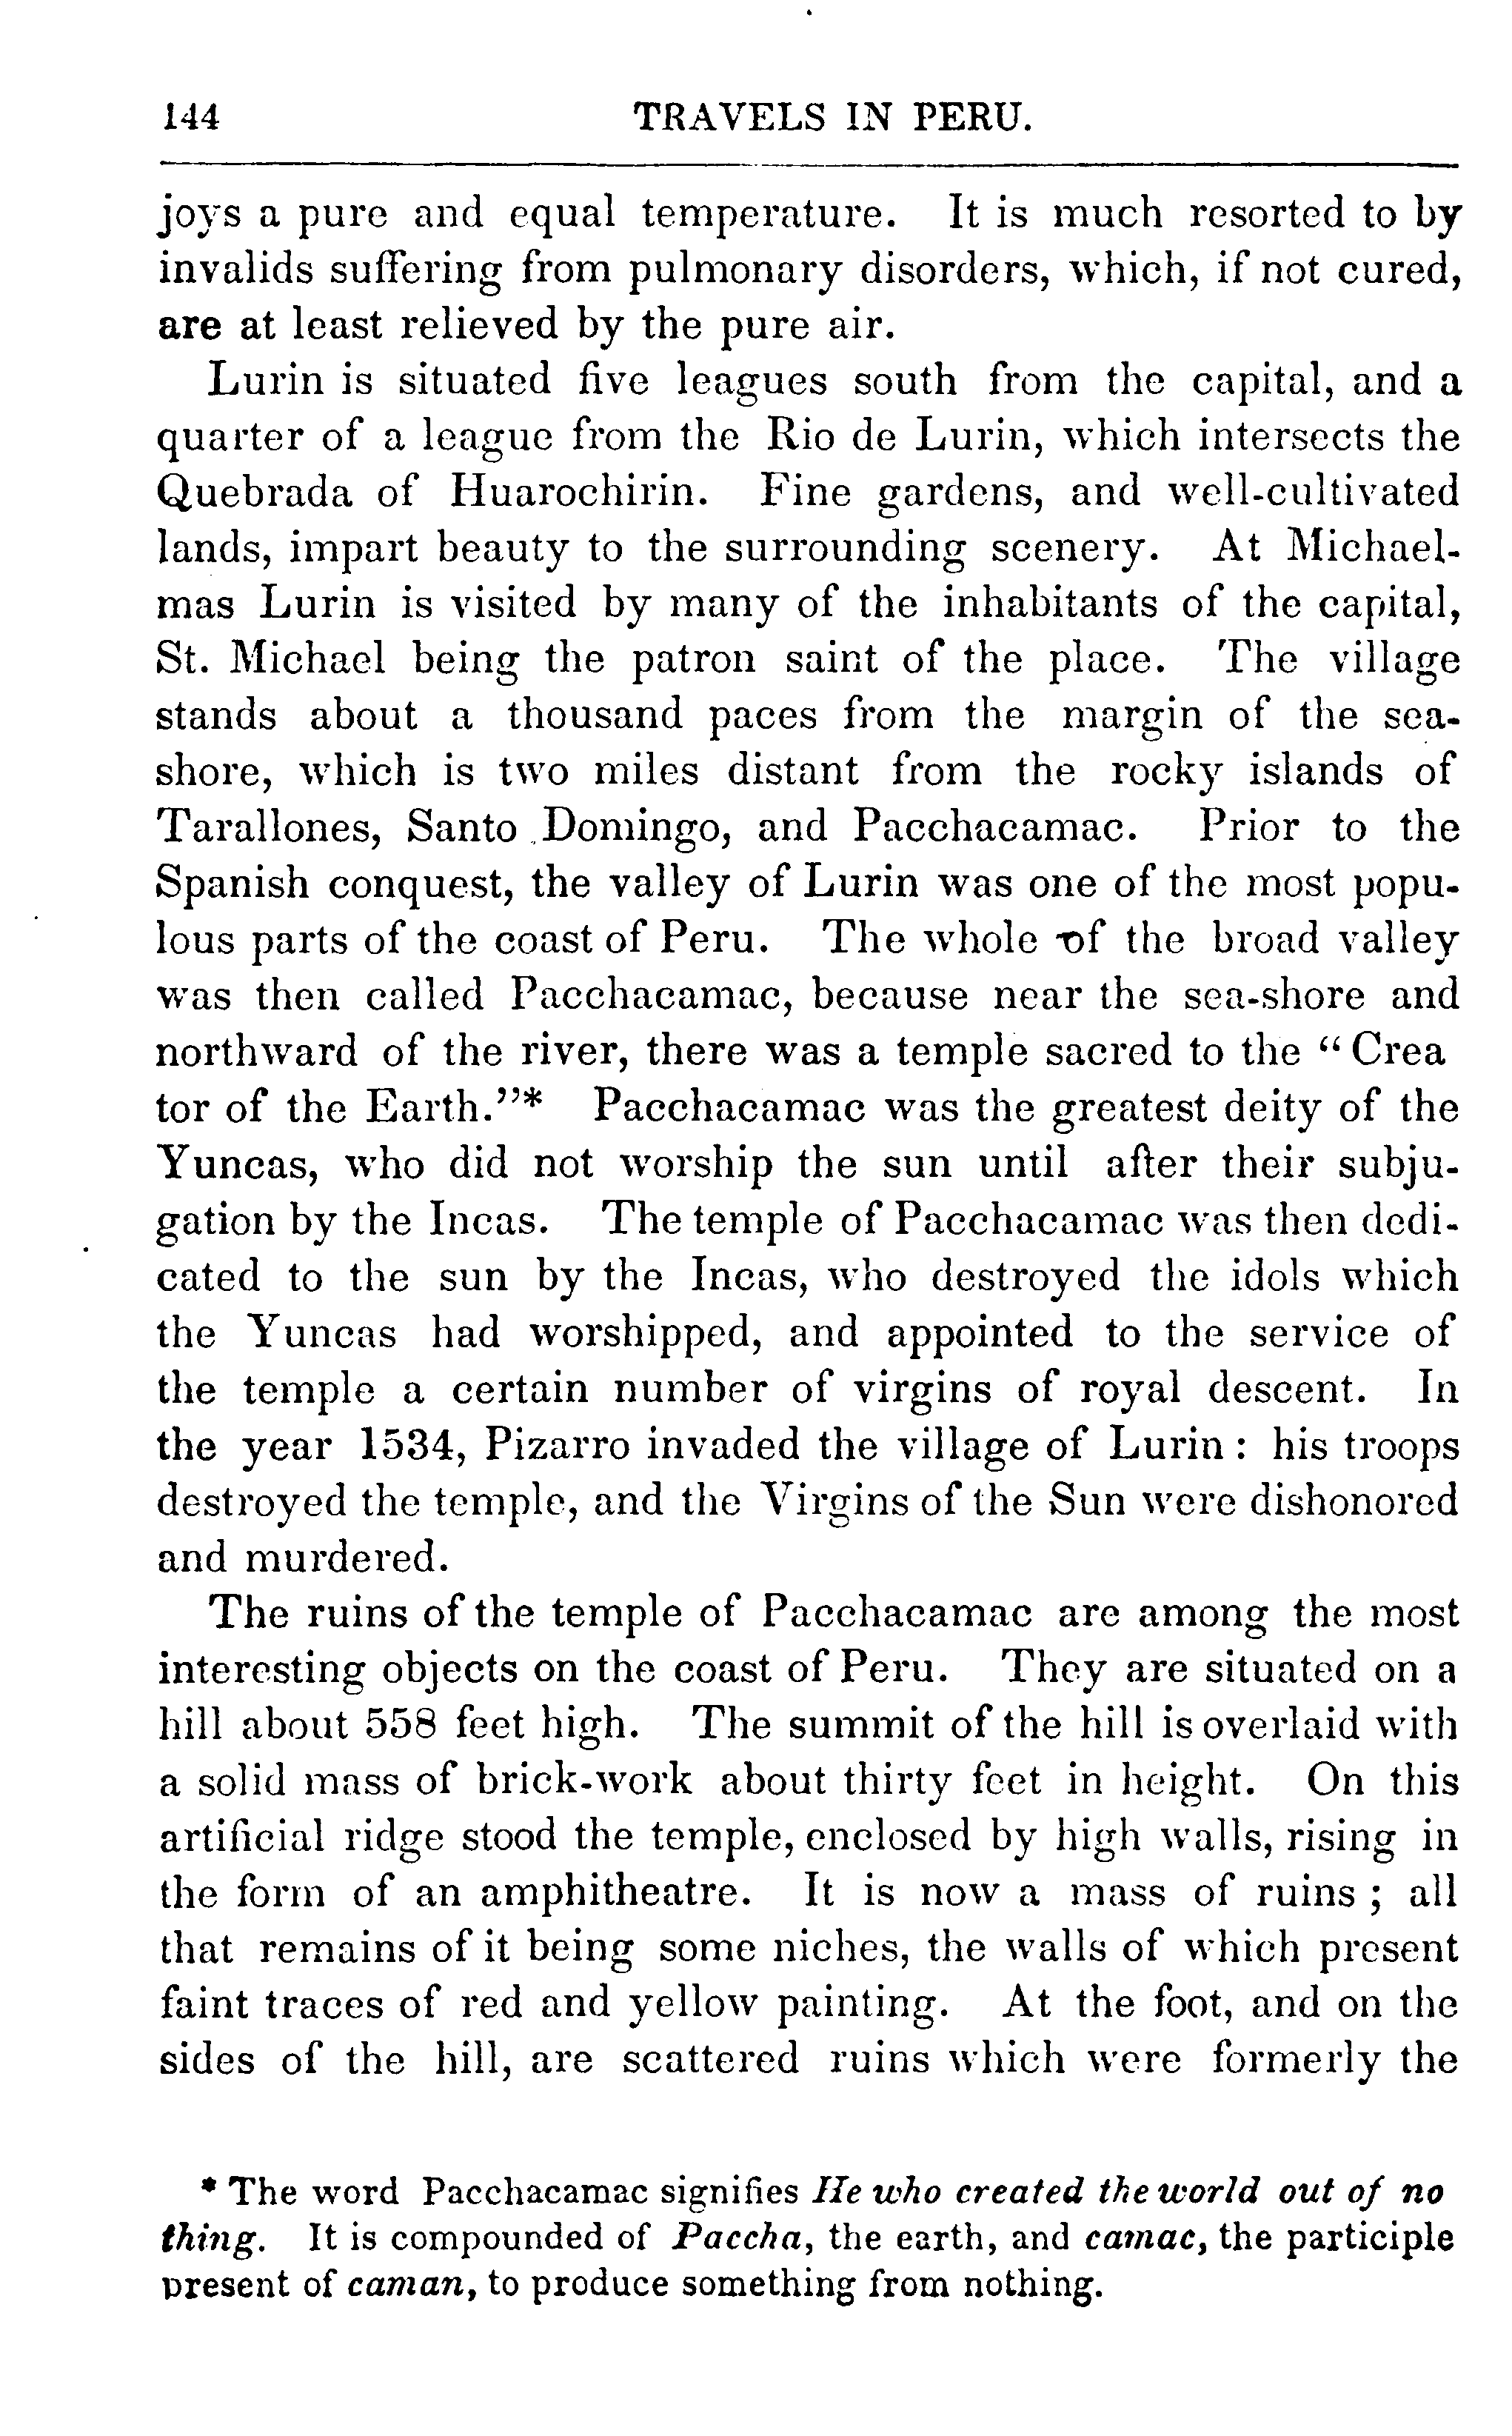 144 TRAVELS IN PERU.
joys a pure and equal temperature. It is much resorted to by
invalids suffering from pulmonary disorders, which, if not cured,
are at least relieved by the pure air.
Lurin is situated five leagues south from the capital, and a
quarter of a league from the Rio de Lurin, which intersects the
Quebrada of Huarochirin. Fine gardens, and well-cultivated
lands, impart beauty to the surrounding scenery. At Michael-
mas Lurin is visited by many of the inhabitants of the capital,
St. Michael being the patron saint of the place. The village
stands about a thousand paces from the margin of the sea-
shore, which is two miles distant from the rocky islands of
Tarallones, Santo Domingo, and Pacchacamac. Prior to the
Spanish conquest, the valley of Lurin was one of the most popu-
lous parts of the coast of Peru. The whole of the broad valley
was then called Pacchacamac, because near the sea-shore and
northward of the river, there was a temple sacred to the “Crea
tor of the Earth.”* Pacchacamac was the greatest deity of the
Yuncas, who did not worship the sun until after their subju-
gation by the Incas. The temple of Pacchacamac was then dedi-
cated to the sun by the Incas, who destroyed the idols which
the Yuncas had worshipped, and appointed to the service of
the temple a certain number of virgins of royal descent. In
the year 1534, Pizarro invaded the village of Lurin : his troops
destroyed the temple, and the Virgins of the Sun were dishonored
and murdered.
The ruins of the temple of Pacchacamac are among the most
interesting objects on the coast of Peru. They are situated on a
hill about 558 feet high. The summit of the hill is overlaid with
a solid mass of brick-work about thirty feet in height. On this
artificial ridge stood the temple, enclosed by high walls, rising in
the form of an amphitheatre. It is now a mass of ruins ; all
that remains of it being some niches, the walls of which present
faint traces of red and yellow painting. At the foot, and on the
sides of the hill, are scattered ruins which were formerly the
* The word Pacchacamac signifies He who created the world out of no
thing. It is compounded of Paccha, the earth, and camac, the participle
present of caman, to produce something from nothing.